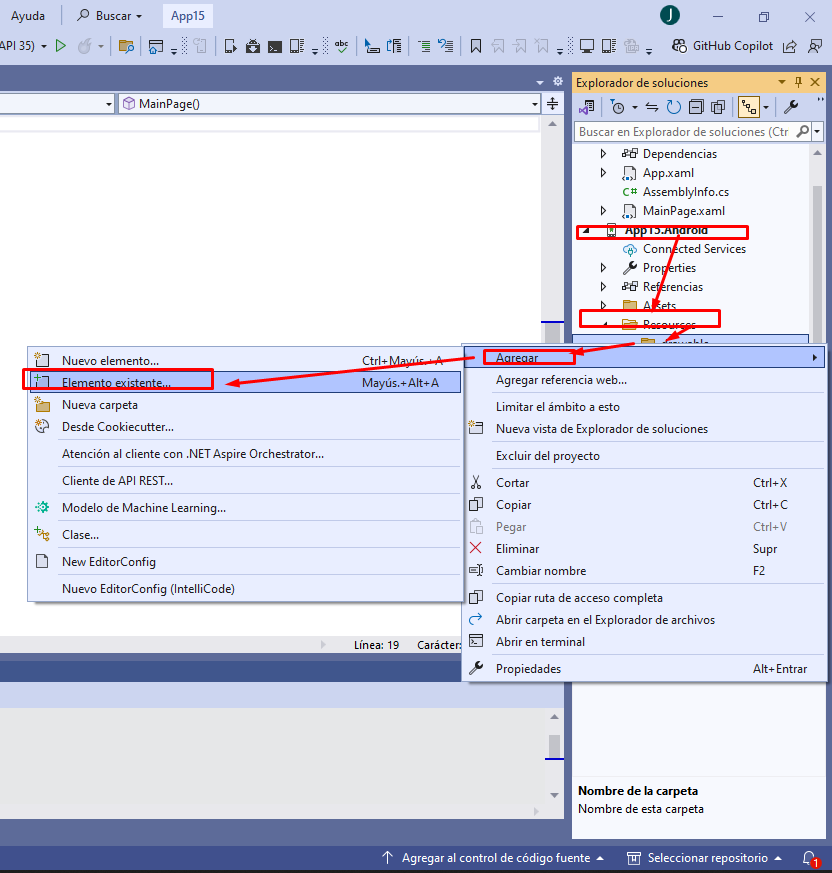 Ayuda
Buscar
App15
J
API 35)
GitHub Copilot
Explorador de soluciones
MainPage()
Buscar en Explorador de soluciones (Ctr
Dependencias
App.xaml
C# AssemblyInfo.cs
MainPage.xaml
App15.Android
Connected Services
Properties
Referencias
Assets
Resources
drawable
Nuevo elemento... Ctrl+Mayús.+A
Elemento existente... Mayús.+Alt+A
Nueva carpeta
Desde Cookiecutter...
Atención al cliente con .NET Aspire Orchestrator...
Cliente de API REST...
Modelo de Machine Learning...
Clase...
New EditorConfig
Nuevo EditorConfig (IntelliCode)
Agregar
Agregar referencia web...
Limitar el ámbito a esto
Nueva vista de Explorador de soluciones
Excluir del proyecto
Cortar Ctrl+X
Copiar Ctrl+C
Pegar Ctrl+V
Eliminar Supr
Cambiar nombre F2
Copiar ruta de acceso completa
Abrir carpeta en el Explorador de archivos
Abrir en terminal
Propiedades Alt+Entrar
Línea: 19 Carácter:
Nombre de la carpeta
Nombre de esta carpeta
Agregar al control de código fuente
Seleccionar repositorio
1